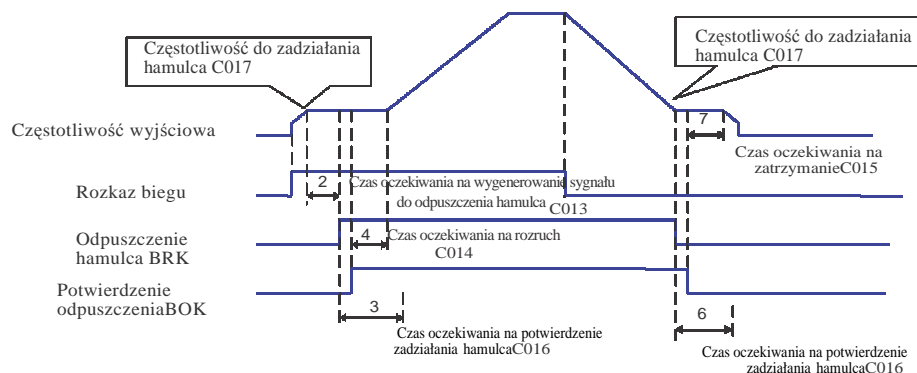 Częstotliwość do zadziałania
hamulca C017
Częstotliwość do zadziałania
hamulca C017
Częstotliwość wyjściowa
7
Czas oczekiwania na
zatrzymanieC015
Rozkaz biegu
2
Czas oczekiwania na wygenerowanie sygnału
do odpuszczenia hamulca C013
Odpuszczenie
hamulca BRK
4
Czas oczekiwania na rozruch
C014
Potwierdzenie
odpuszczeniaBOK
3
6
Czas oczekiwania na potwierdzenie
zadziałania hamulcaC016
Czas oczekiwania na potwierdzenie
zadziałania hamulcaC016